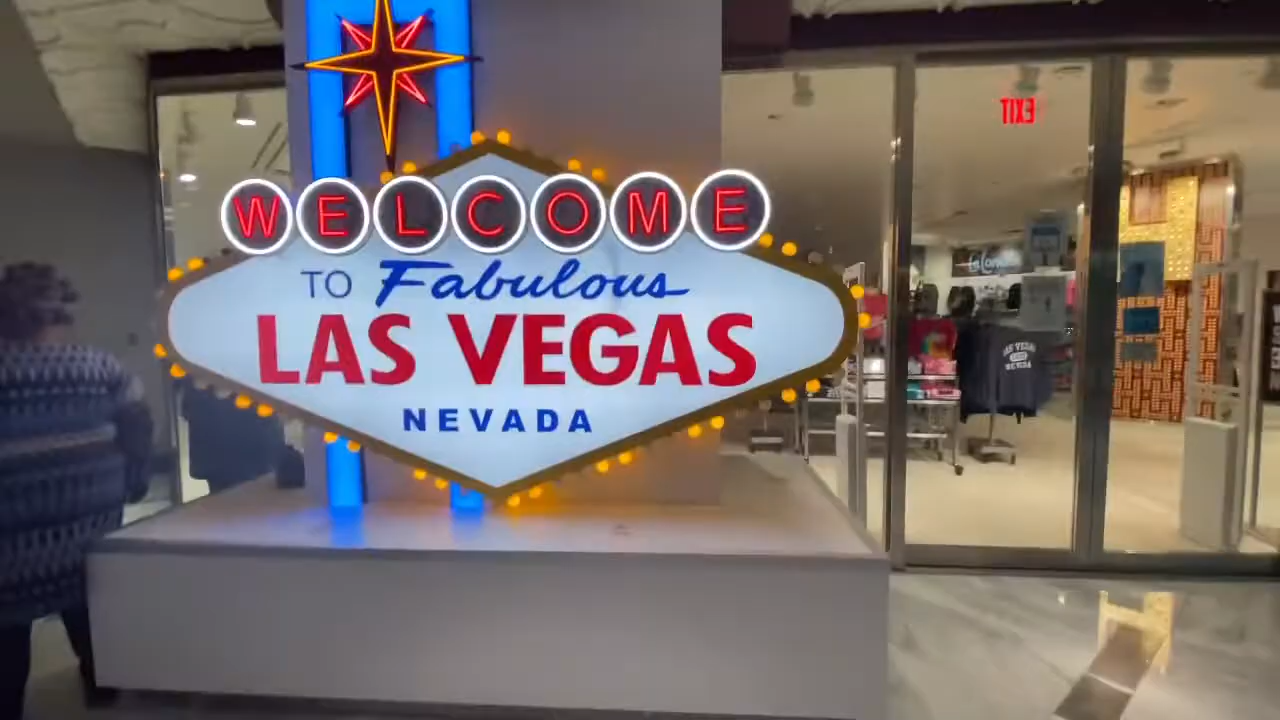 WELCOME
TO Fabulous
LAS VEGAS
NEVADA
EXIT
LAS VEGAS
NEVADA